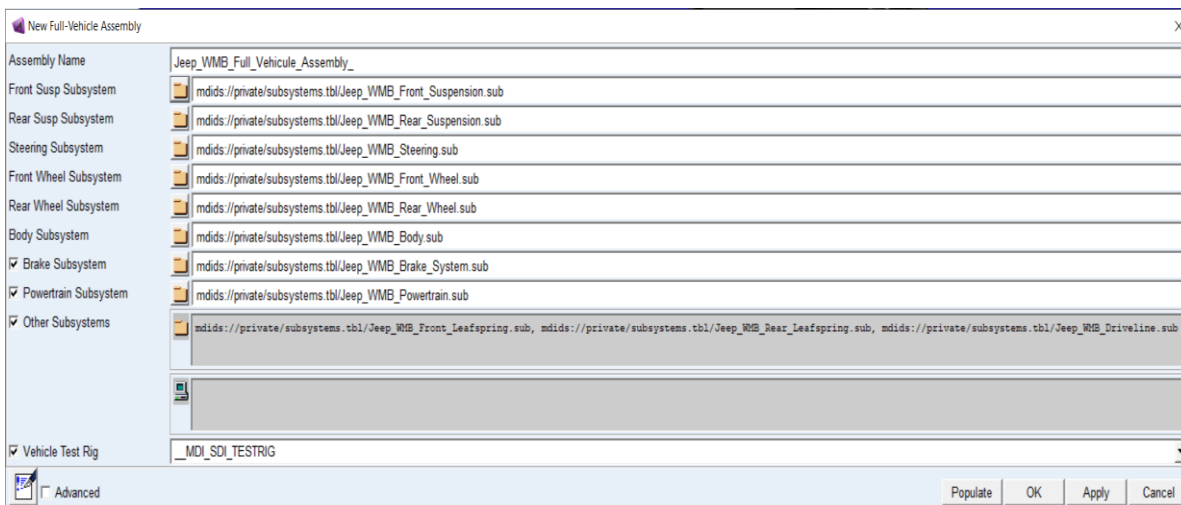 New Full-Vehicle Assembly
Assembly Name Jeep_WMB_Full_Vehicule_Assembly_
Front Susp Subsystem mdids://private/subsystems.tbl/Jeep_WMB_Front_Suspension.sub
Rear Susp Subsystem mdids://private/subsystems.tbl/Jeep_WMB_Rear_Suspension.sub
Steering Subsystem mdids://private/subsystems.tbl/Jeep_WMB_Steering.sub
Front Wheel Subsystem mdids://private/subsystems.tbl/Jeep_WMB_Front_Wheel.sub
Rear Wheel Subsystem mdids://private/subsystems.tbl/Jeep_WMB_Rear_Wheel.sub
Body Subsystem mdids://private/subsystems.tbl/Jeep_WMB_Body.sub
Brake Subsystem mdids://private/subsystems.tbl/Jeep_WMB_Brake_System.sub
Powertrain Subsystem mdids://private/subsystems.tbl/Jeep_WMB_Powertrain.sub
Other Subsystems mdids://private/subsystems.tbl/Jeep_WMB_Front_Leafspring.sub, mdids://private/subsystems.tbl/Jeep_WMB_Rear_Leafspring.sub, mdids://private/subsystems.tbl/Jeep_WMB_Driveline.sub
Vehicle Test Rig __MDI_SDI_TESTRIG
Advanced Populate OK Apply Cancel